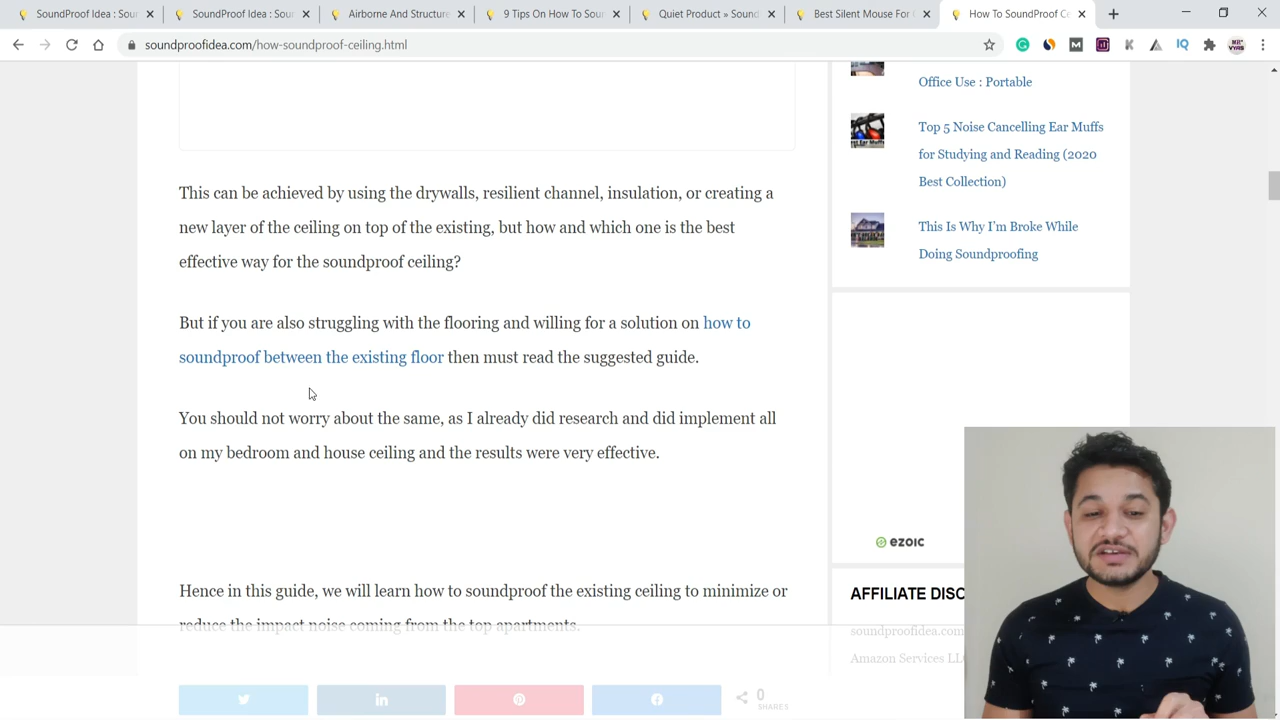 SoundProof Idea : Soun
SoundProof Idea : Soun
Airborne And Structure
9 Tips On How To Soun
Quiet Product » Sound
Best Silent Mouse For
How To SoundProof Ce
soundproofidea.com/how-soundproof-ceiling.html
This can be achieved by using the drywalls, resilient channel, insulation, or creating a
new layer of the ceiling on top of the existing, but how and which one is the best
effective way for the soundproof ceiling?
But if you are also struggling with the flooring and willing for a solution on how to
soundproof between the existing floor then must read the suggested guide.
You should not worry about the same, as I already did research and did implement all
on my bedroom and house ceiling and the results were very effective.
Hence in this guide, we will learn how to soundproof the existing ceiling to minimize or
reduce the impact noise coming from the top apartments.
0
SHARES
Office Use : Portable
Top 5 Noise Cancelling Ear Muffs
for Studying and Reading (2020
Best Collection)
This Is Why I'm Broke While
Doing Soundproofing
ezoic
AFFILIATE DISC
soundproofidea.com
Amazon Services LL